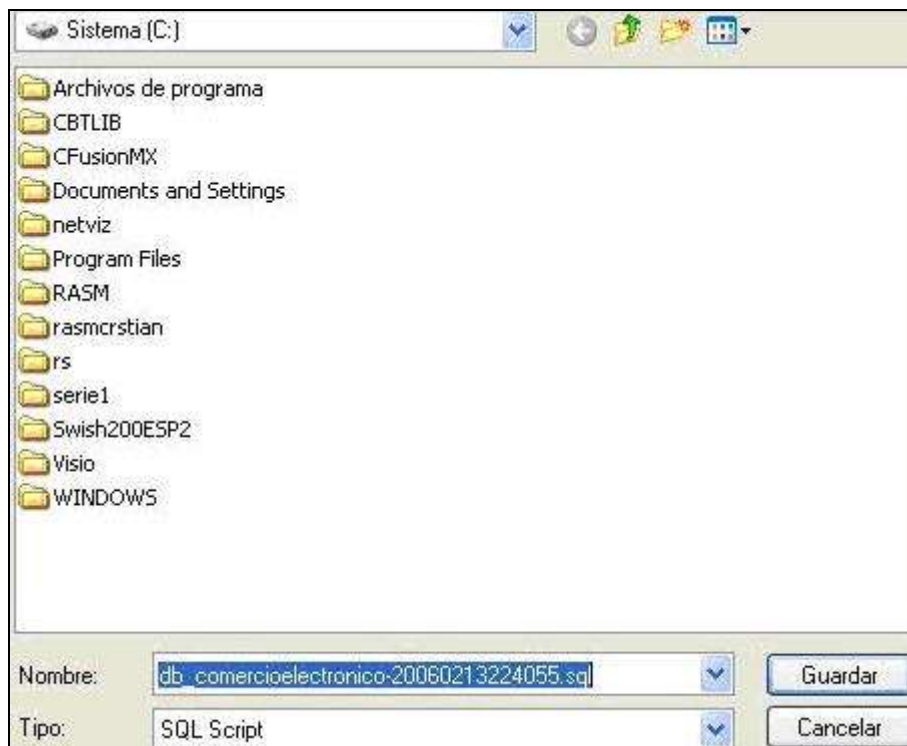 Sistema (C:)
Archivos de programa
CBTLIB
CFusionMX
Documents and Settings
netviz
Program Files
RASM
rasmcrstian
rs
serie1
Swish200ESP2
Visio
WINDOWS
Nombre: db_comercioelectronico-20060213224055.sql Guardar
Tipo: SQL Script Cancelar